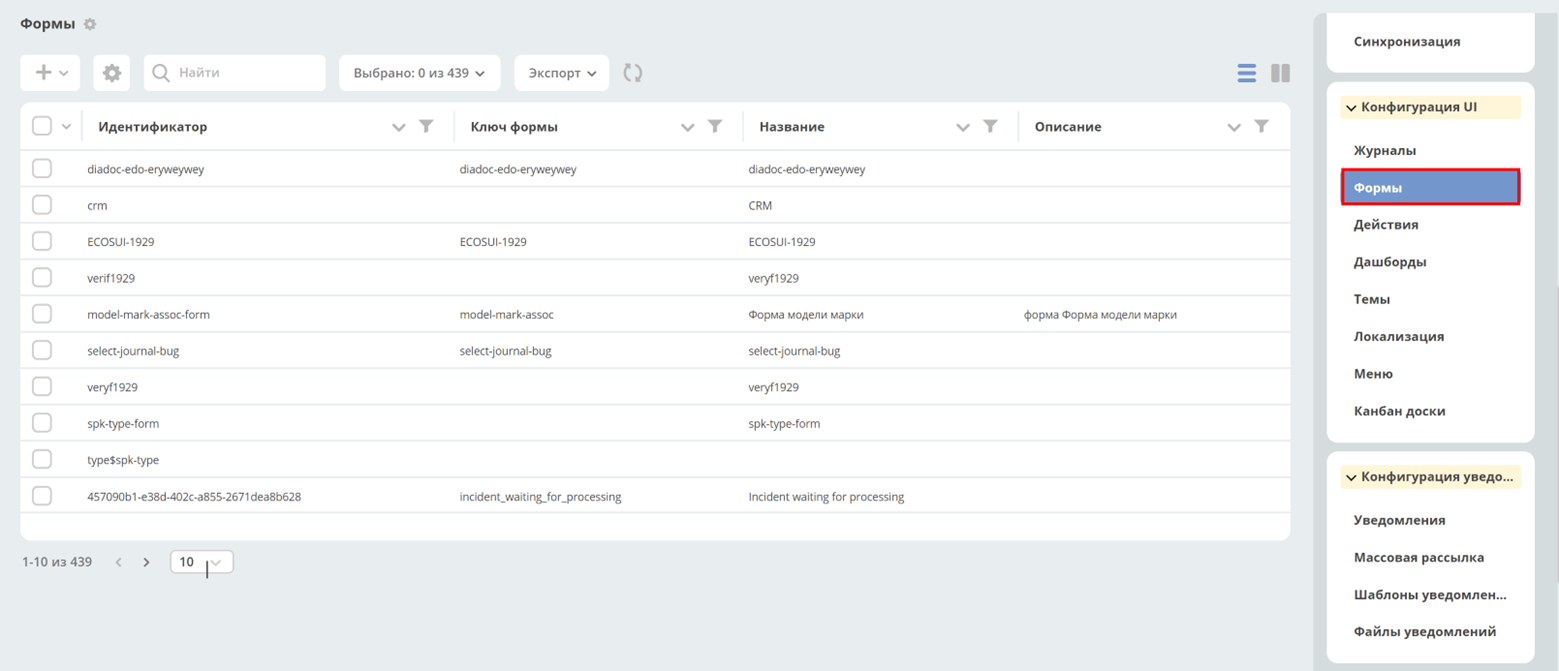 Формы
Найти
Выбрано: 0 из 439
Экспорт
Идентификатор Ключ формы Название Описание
diadoc-edo-eryweywey diadoc-edo-eryweywey diadoc-edo-eryweywey
crm CRM
ECOSUI-1929 ECOSUI-1929 ECOSUI-1929
verif1929 veryf1929
model-mark-assoc-form model-mark-assoc Форма модели марки форма Форма модели марки
select-journal-bug select-journal-bug select-journal-bug
veryf1929 veryf1929
spk-type-form spk-type-form
type$spk-type
457090b1-e38d-402c-a855-2671dea8b628 incident_waiting_for_processing Incident waiting for processing
1-10 из 439
10
Синхронизация
Конфигурация UI
Журналы
Формы
Действия
Дашборды
Темы
Локализация
Меню
Канбан доски
Конфигурация уведо...
Уведомления
Массовая рассылка
Шаблоны уведомлен...
Файлы уведомлений